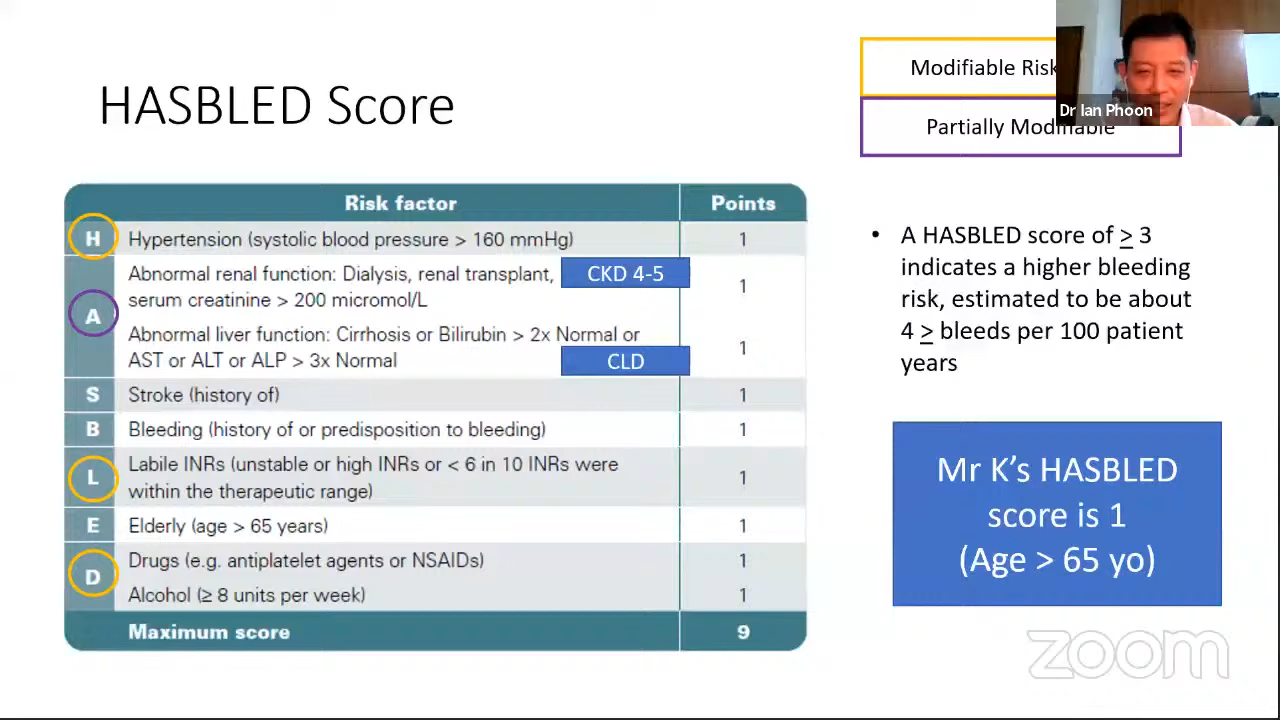 HASBLED Score
Modifiable Risk
Partially Modifiable
Dr Ian Phoon
Risk factor Points
H Hypertension (systolic blood pressure > 160 mmHg) 1
A Abnormal renal function: Dialysis, renal transplant, CKD 4-5 1
serum creatinine > 200 micromol/L
Abnormal liver function: Cirrhosis or Bilirubin > 2x Normal or 1
AST or ALT or ALP > 3x Normal CLD
S Stroke (history of) 1
B Bleeding (history of or predisposition to bleeding) 1
L Labile INRs (unstable or high INRs or < 6 in 10 INRs were 1
within the therapeutic range)
E Elderly (age > 65 years) 1
D Drugs (e.g. antiplatelet agents or NSAIDs) 1
Alcohol (≥ 8 units per week) 1
Maximum score 9
• A HASBLED score of ≥ 3
indicates a higher bleeding
risk, estimated to be about
4 ≥ bleeds per 100 patient
years
Mr K’s HASBLED
score is 1
(Age > 65 yo)
zoom